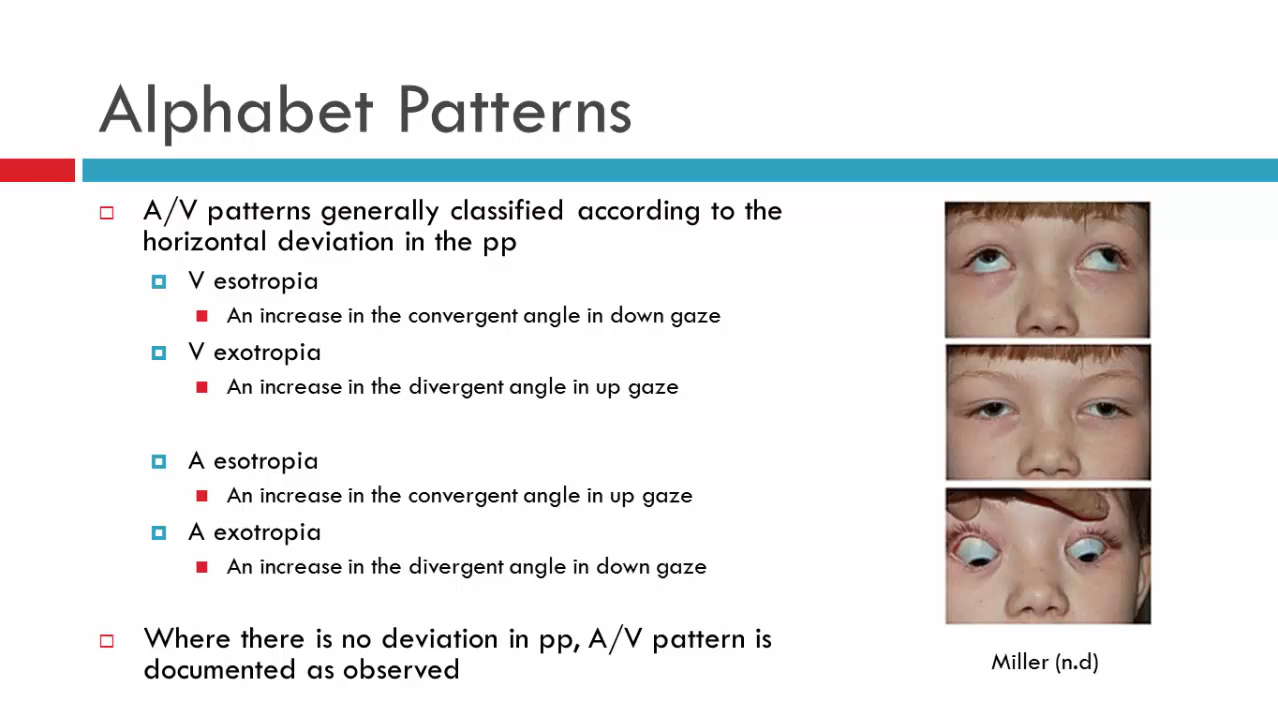 Alphabet Patterns
A/V patterns generally classified according to the
horizontal deviation in the pp
V esotropia
An increase in the convergent angle in down gaze
V exotropia
An increase in the divergent angle in up gaze
A esotropia
An increase in the convergent angle in up gaze
A exotropia
An increase in the divergent angle in down gaze
Where there is no deviation in pp, A/V pattern is
documented as observed
Miller (n.d)